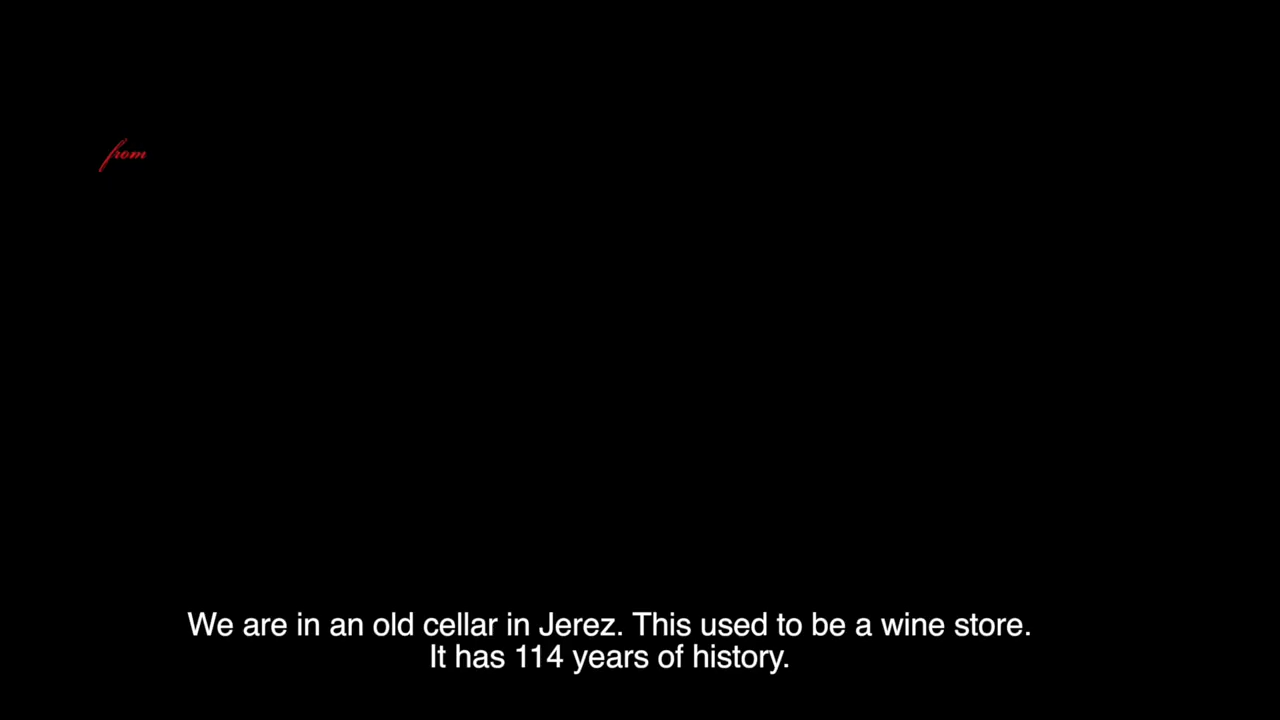 from
We are in an old cellar in Jerez. This used to be a wine store.
It has 114 years of history.